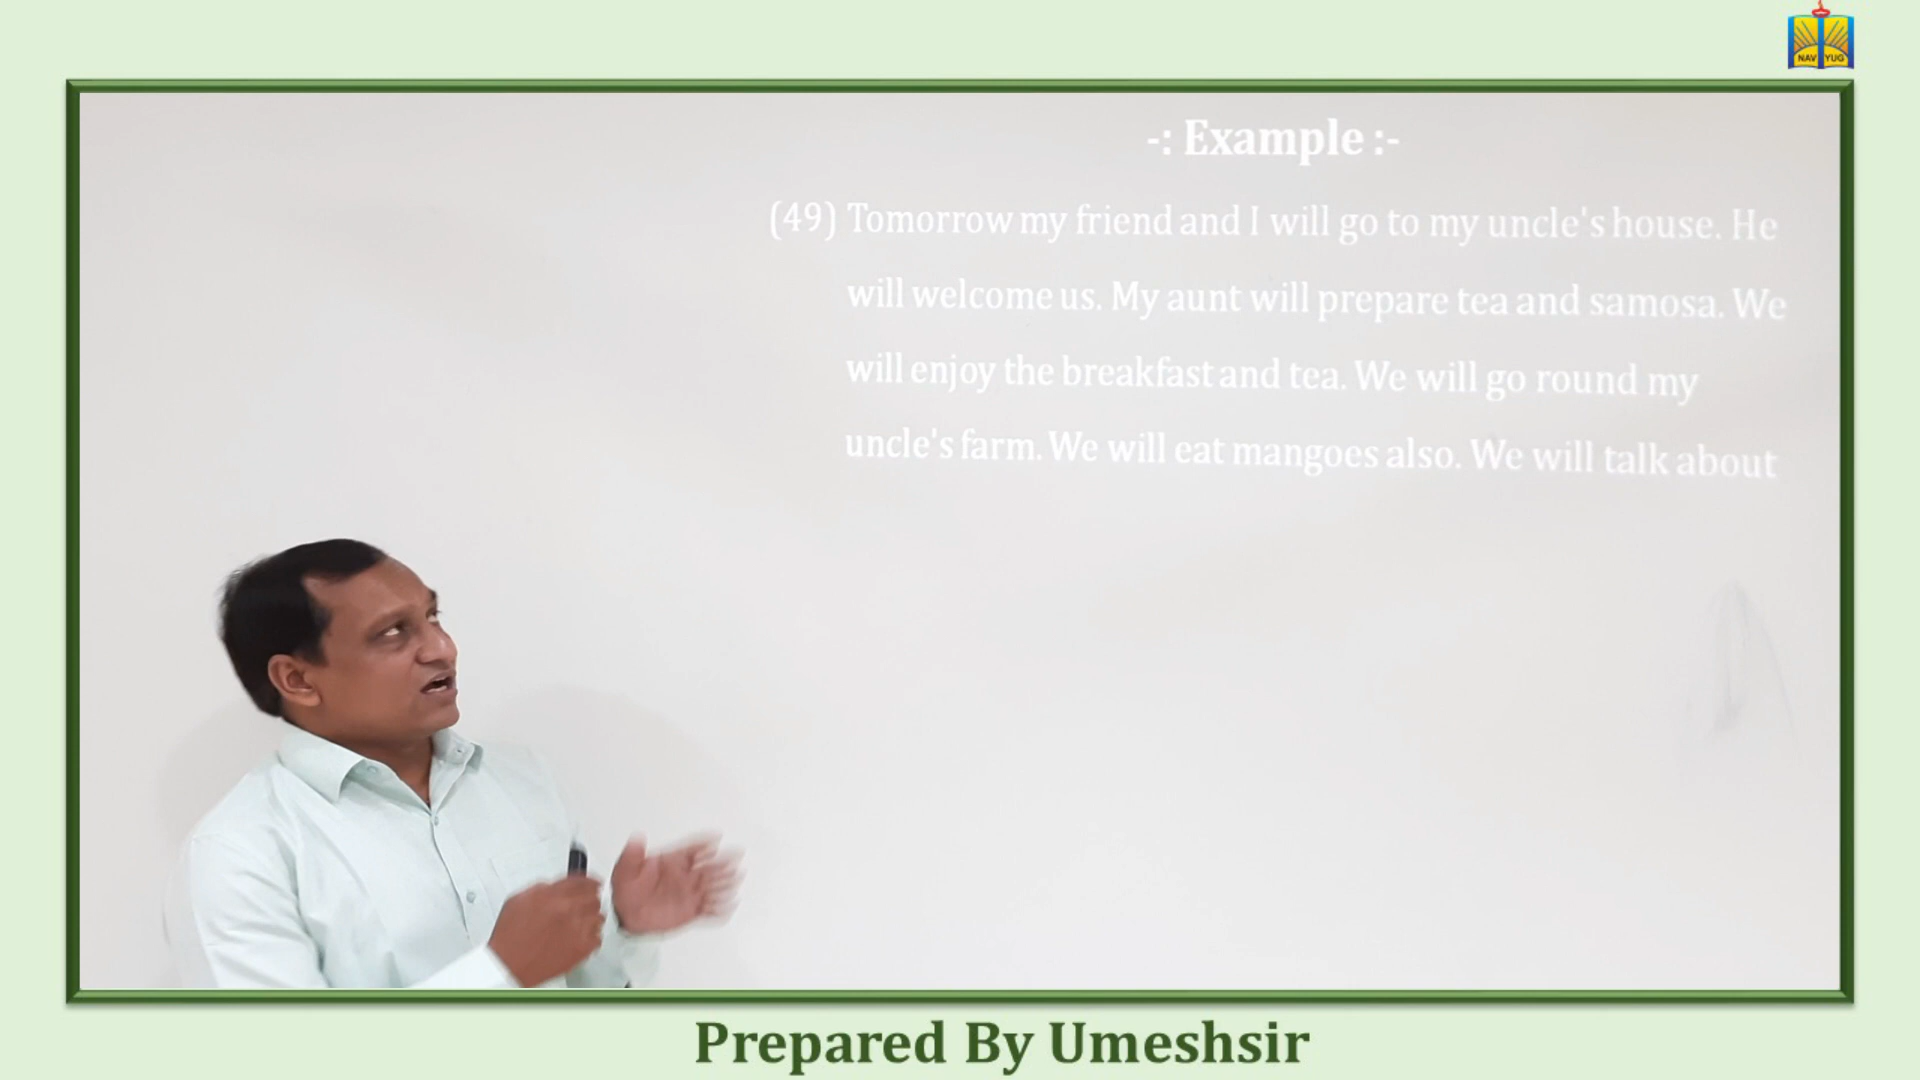 NAV YUG
-: Example :-
(49) Tomorrow my friend and I will go to my uncle's house. He
will welcome us. My aunt will prepare tea and samosa. We
will enjoy the breakfast and tea. We will go round my
uncle's farm. We will eat mangoes also. We will talk about
Prepared By Umeshsir